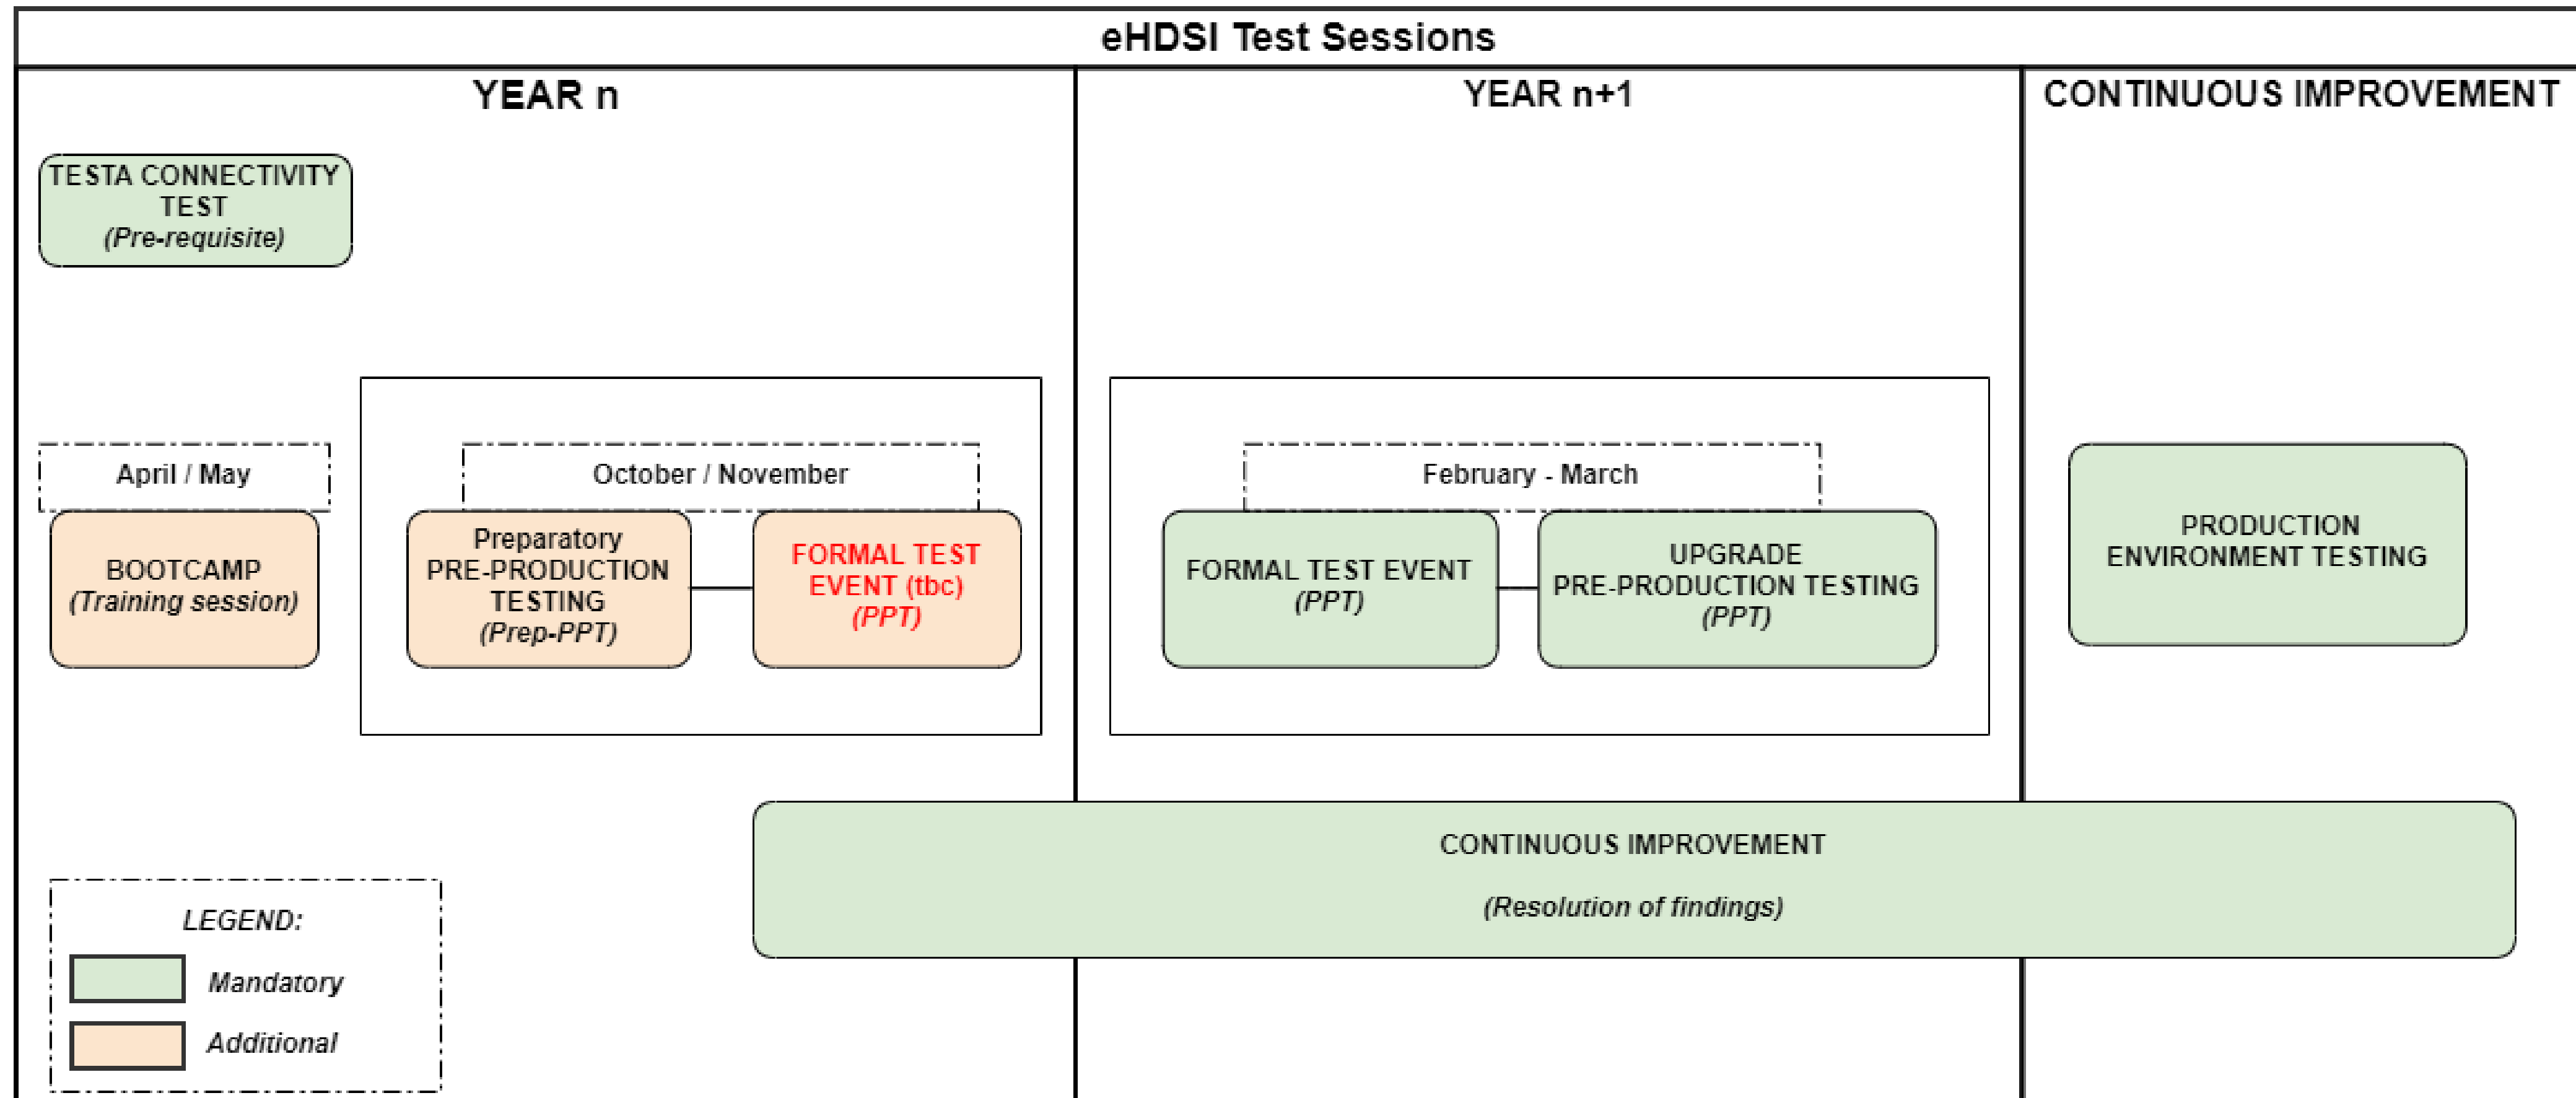 eHDSI Test Sessions
YEAR n
YEAR n+1
CONTINUOUS IMPROVEMENT
TESTA CONNECTIVITY
TEST
(Pre-requisite)
April / May
BOOTCAMP
(Training session)
October / November
Preparatory
PRE-PRODUCTION
TESTING
(Prep-PPT)
FORMAL TEST
EVENT (tbc)
(PPT)
February - March
FORMAL TEST EVENT
(PPT)
UPGRADE
PRE-PRODUCTION TESTING
(PPT)
PRODUCTION
ENVIRONMENT TESTING
CONTINUOUS IMPROVEMENT
(Resolution of findings)
LEGEND:
Mandatory
Additional